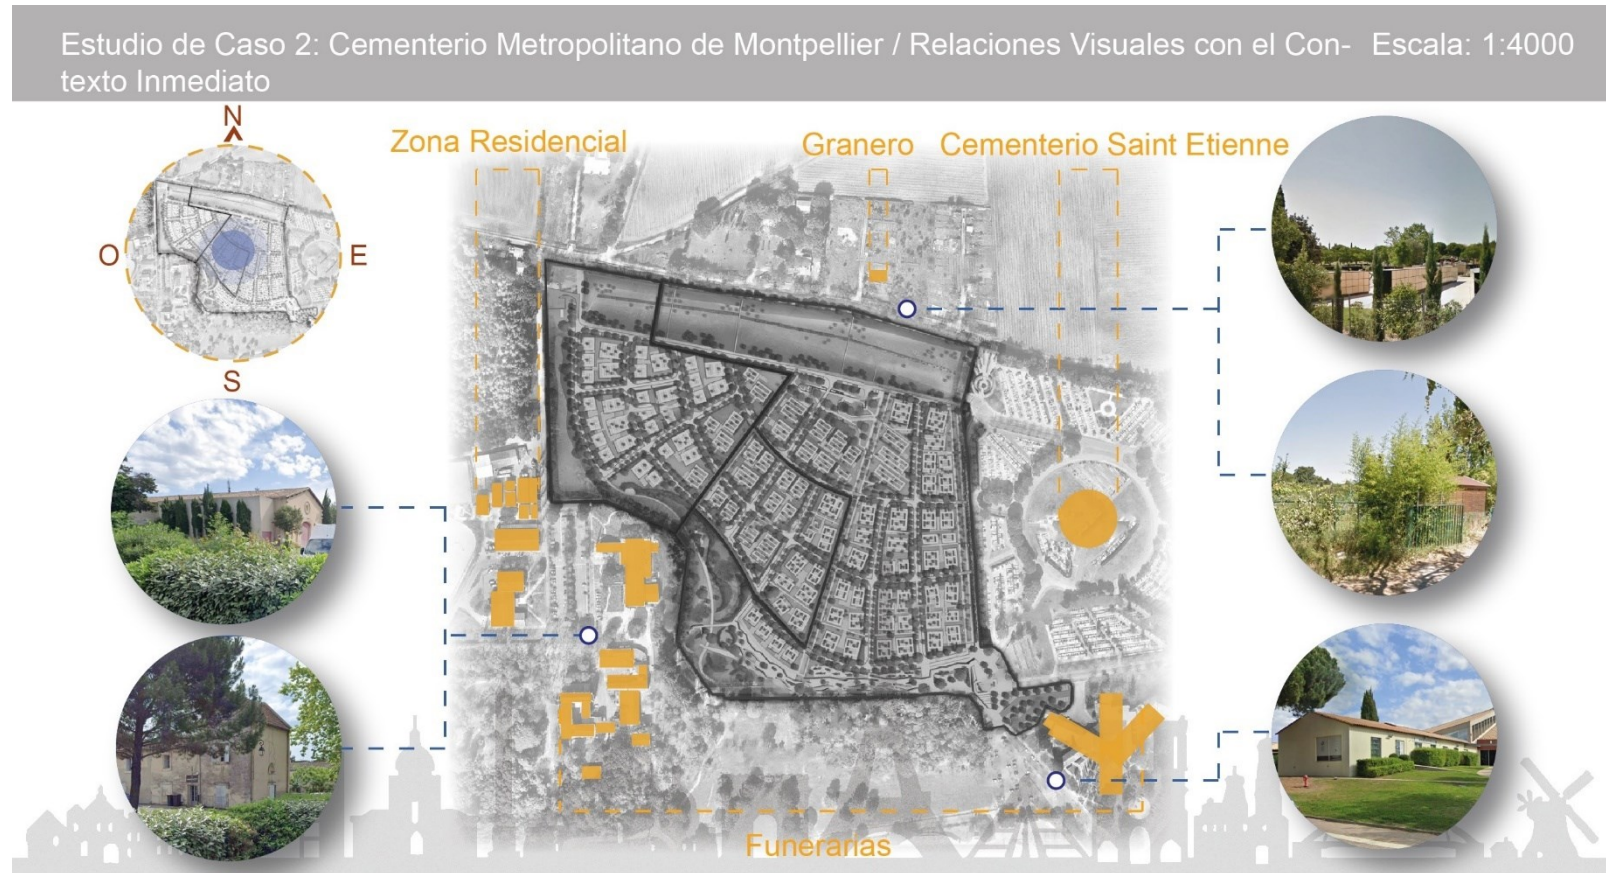 Estudio de Caso 2: Cementerio Metropolitano de Montpellier / Relaciones Visuales con el Con- Escala: 1:4000
texto Inmediato
N
Zona Residencial
Granero
Cementerio Saint Etienne
O
E
S
Funerarias